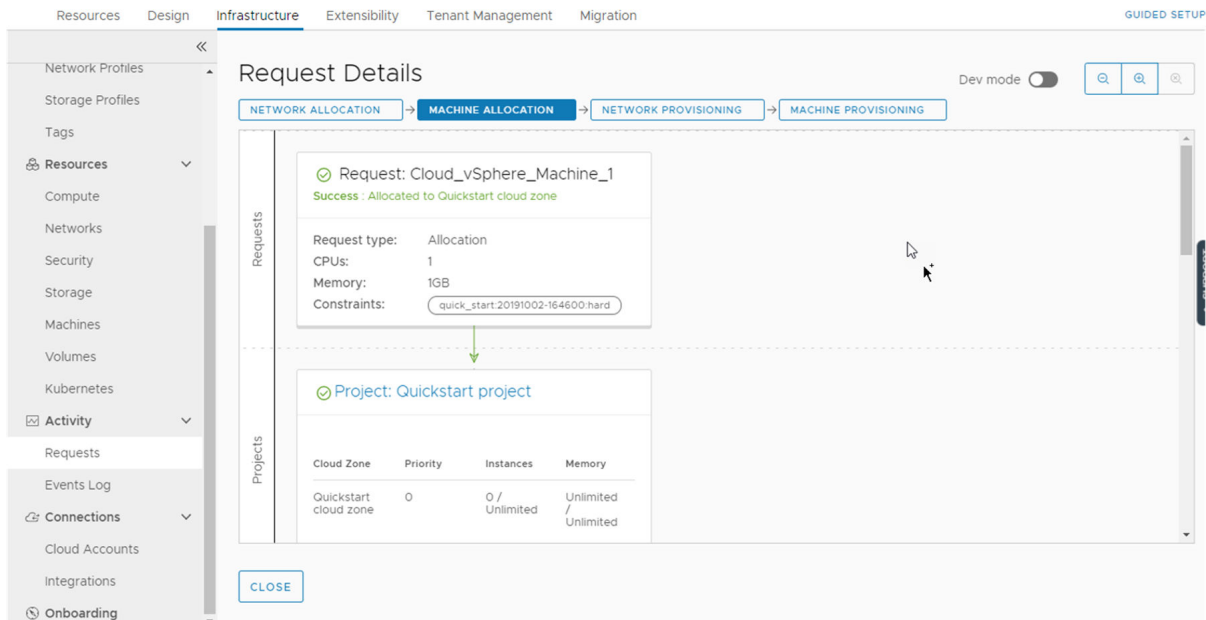 Resources Design Infrastructure Extensibility Tenant Management Migration GUIDED SETUP
Network Profiles
Storage Profiles
Tags
Resources
Compute
Networks
Security
Storage
Machines
Volumes
Kubernetes
Activity
Requests
Events Log
Connections
Cloud Accounts
Integrations
Onboarding
Request Details
Dev mode
NETWORK ALLOCATION MACHINE ALLOCATION NETWORK PROVISIONING MACHINE PROVISIONING
Requests
Request: Cloud_vSphere_Machine_1
Success : Allocated to Quickstart cloud zone
Request type: Allocation
CPUs: 1
Memory: 1GB
Constraints: quick_start:20191002-164600:hard
Projects
Project: Quickstart project
Cloud Zone Priority Instances Memory
Quickstart 0 0 / Unlimited
cloud zone Unlimited /
Unlimited
CLOSE